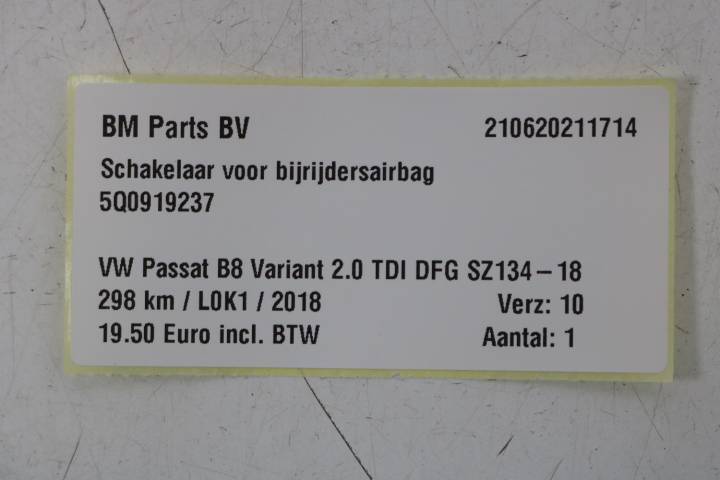 BM Parts BV 210620211714
Schakelaar voor bijrijdersairbag
5Q0919237
VW Passat B8 Variant 2.0 TDI DFG SZ134-18
298 km / L0K1 / 2018 Verz: 10
19.50 Euro incl. BTW Aantal: 1